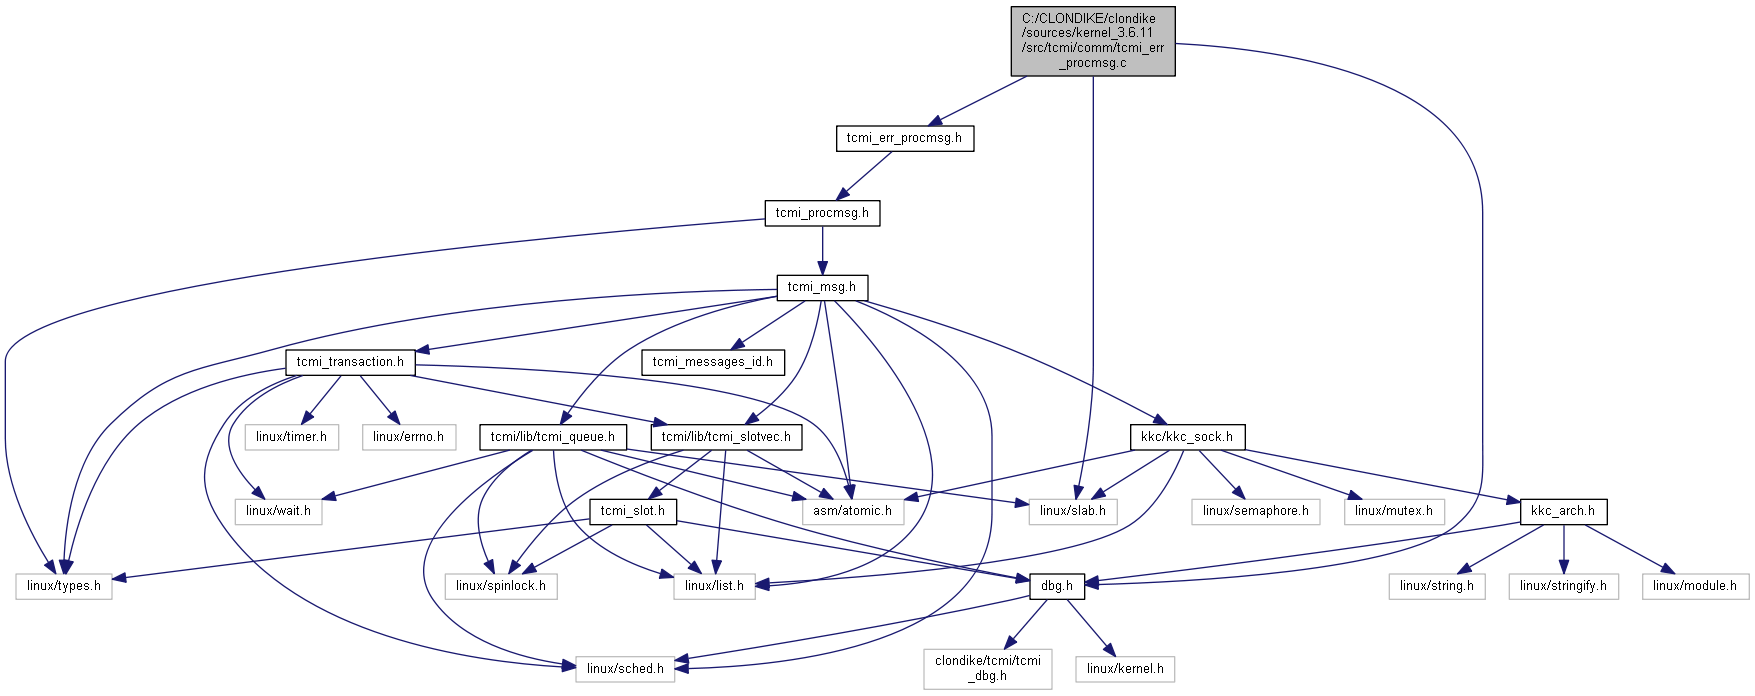 C:/CLONDIKE/clondike
/sources/kernel_3.6.11
/src/tcmi/comm/tcmi_err
_procmsg.c
tcmi_err_procmsg.h
tcmi_procmsg.h
tcmi_msg.h
tcmi_transaction.h
tcmi_messages_id.h
linux/timer.h
linux/errno.h
tcmi/lib/tcmi_queue.h
tcmi/lib/tcmi_slotvec.h
kkc/kkc_sock.h
linux/wait.h
tcmi_slot.h
asm/atomic.h
linux/slab.h
linux/semaphore.h
linux/mutex.h
kkc_arch.h
linux/types.h
linux/spinlock.h
linux/list.h
dbg.h
linux/string.h
linux/stringify.h
linux/module.h
linux/sched.h
clondike/tcmi/tcmi
_dbg.h
linux/kernel.h